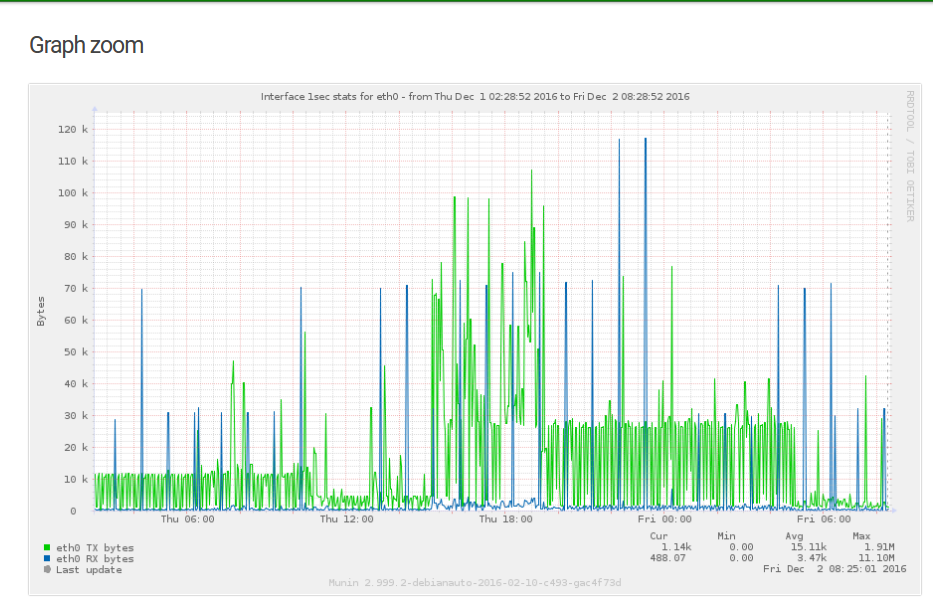 Graph zoom
Interface 1sec stats for eth0 - from Thu Dec  1 02:28:52 2016 to Fri Dec  2 08:28:52 2016
RRDTOOL / TOBI OETIKER
Bytes
120 k
110 k
100 k
90 k
80 k
70 k
60 k
50 k
40 k
30 k
20 k
10 k
0
Thu 06:00 Thu 12:00 Thu 18:00 Fri 00:00 Fri 06:00
Cur Min Avg Max
eth0 TX bytes 1.14k 0.00 15.11k 1.91M
eth0 RX bytes 488.07 0.00 3.47k 11.10M
Last update Fri Dec  2 08:25:01 2016
Munin 2.999.2-debianauto-2016-02-10-c493-gac4f73d